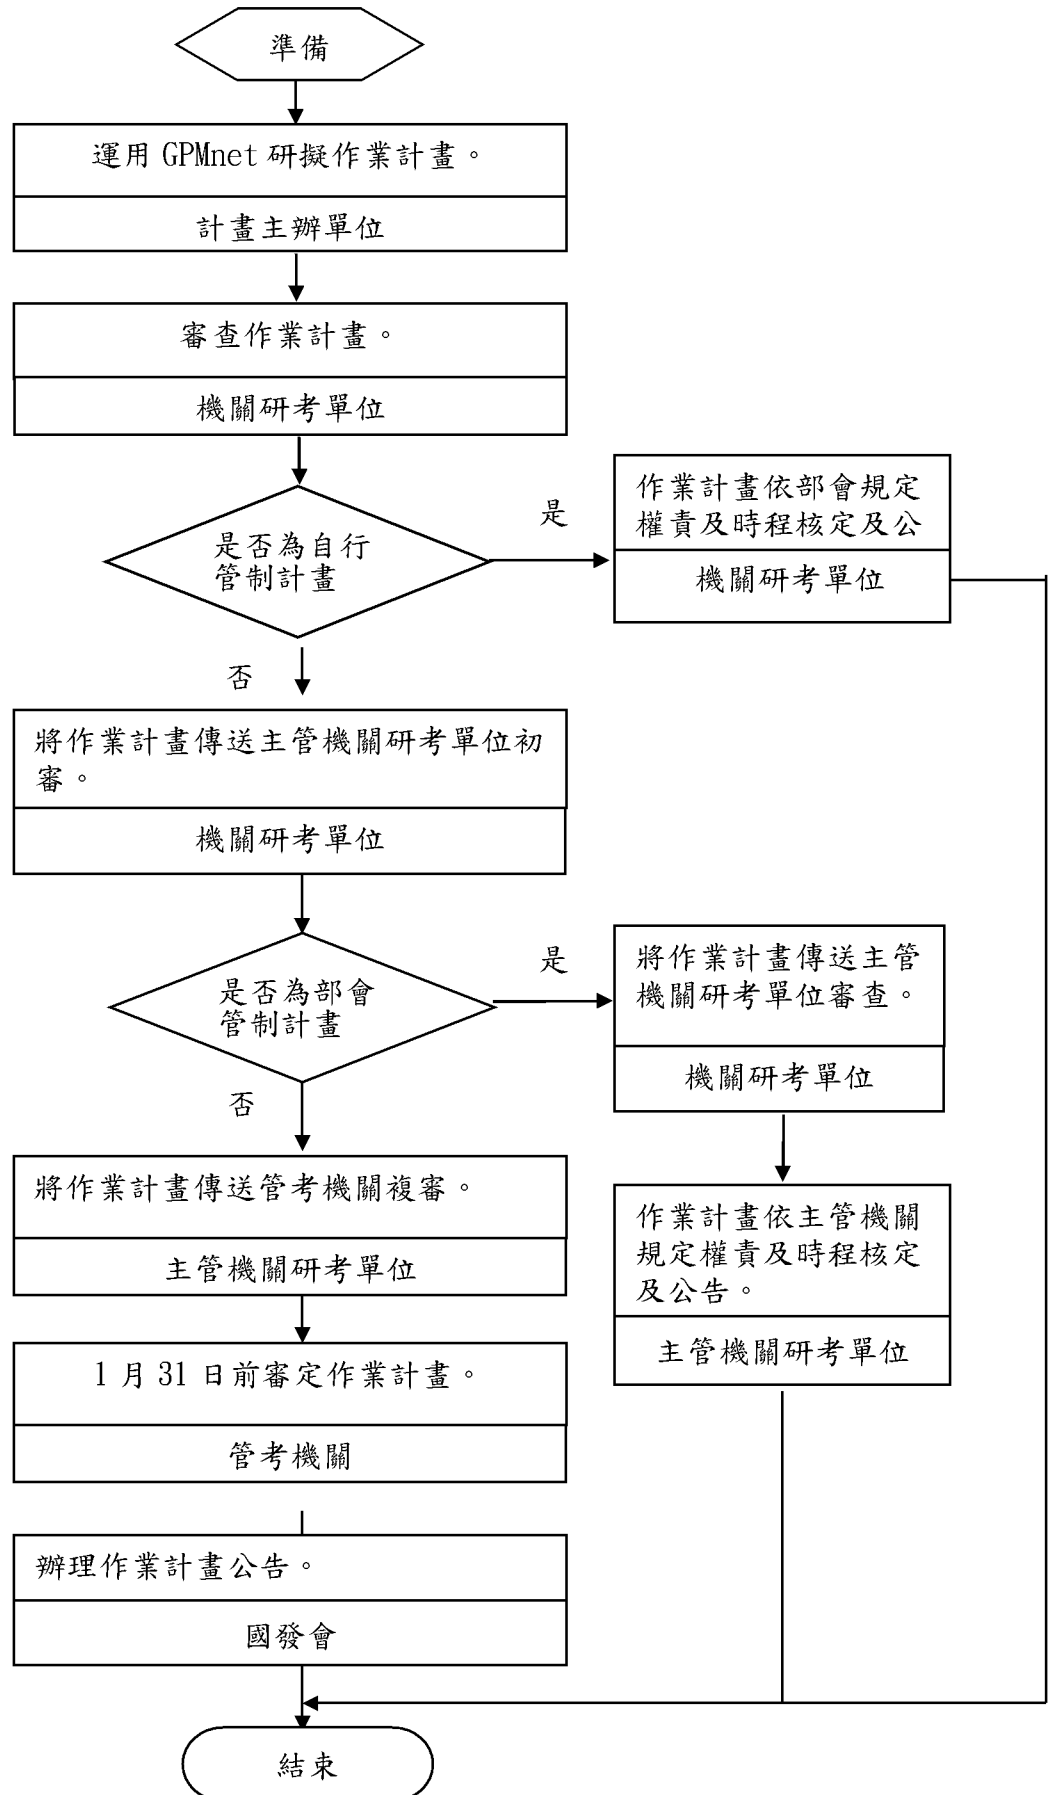 準備
運用 GPMnet 研擬作業計畫。
計畫主辦單位
審查作業計畫。
機關研考單位
是否為自行
管制計畫
是
作業計畫依部會規定
權責及時程核定及公
機關研考單位
否
將作業計畫傳送主管機關研考單位初
審。
機關研考單位
是否為部會
管制計畫
是
將作業計畫傳送主管
機關研考單位審查。
機關研考單位
否
將作業計畫傳送管考機關複審。
主管機關研考單位
作業計畫依主管機關
規定權責及時程核定
及公告。
主管機關研考單位
1 月 31 日前審定作業計畫。
管考機關
辦理作業計畫公告。
國發會
結束